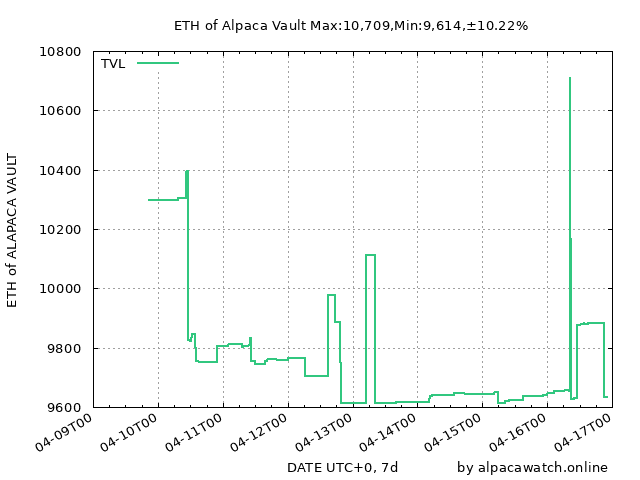 ETH of Alpaca Vault Max:10,709,Min:9,614,±10.22%
TVL
10800
10600
10400
10200
10000
9800
9600
ETH of ALAPACA VAULT
04-09T00
04-10T00
04-11T00
04-12T00
04-13T00
04-14T00
04-15T00
04-16T00
04-17T00
DATE UTC+0, 7d
by alpacawatch.online